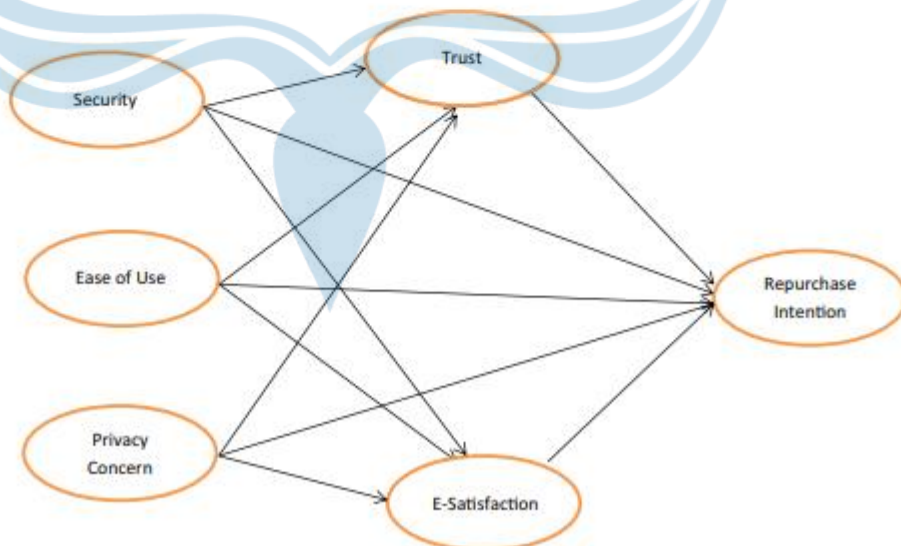 Trust
Security
Ease of Use
Repurchase
Intention
Privacy
Concern
E-Satisfaction